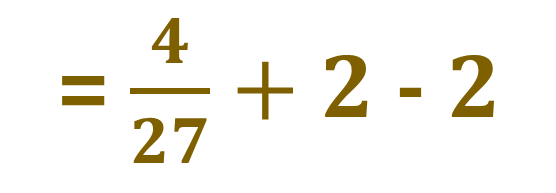 = 4/27 + 2 - 2